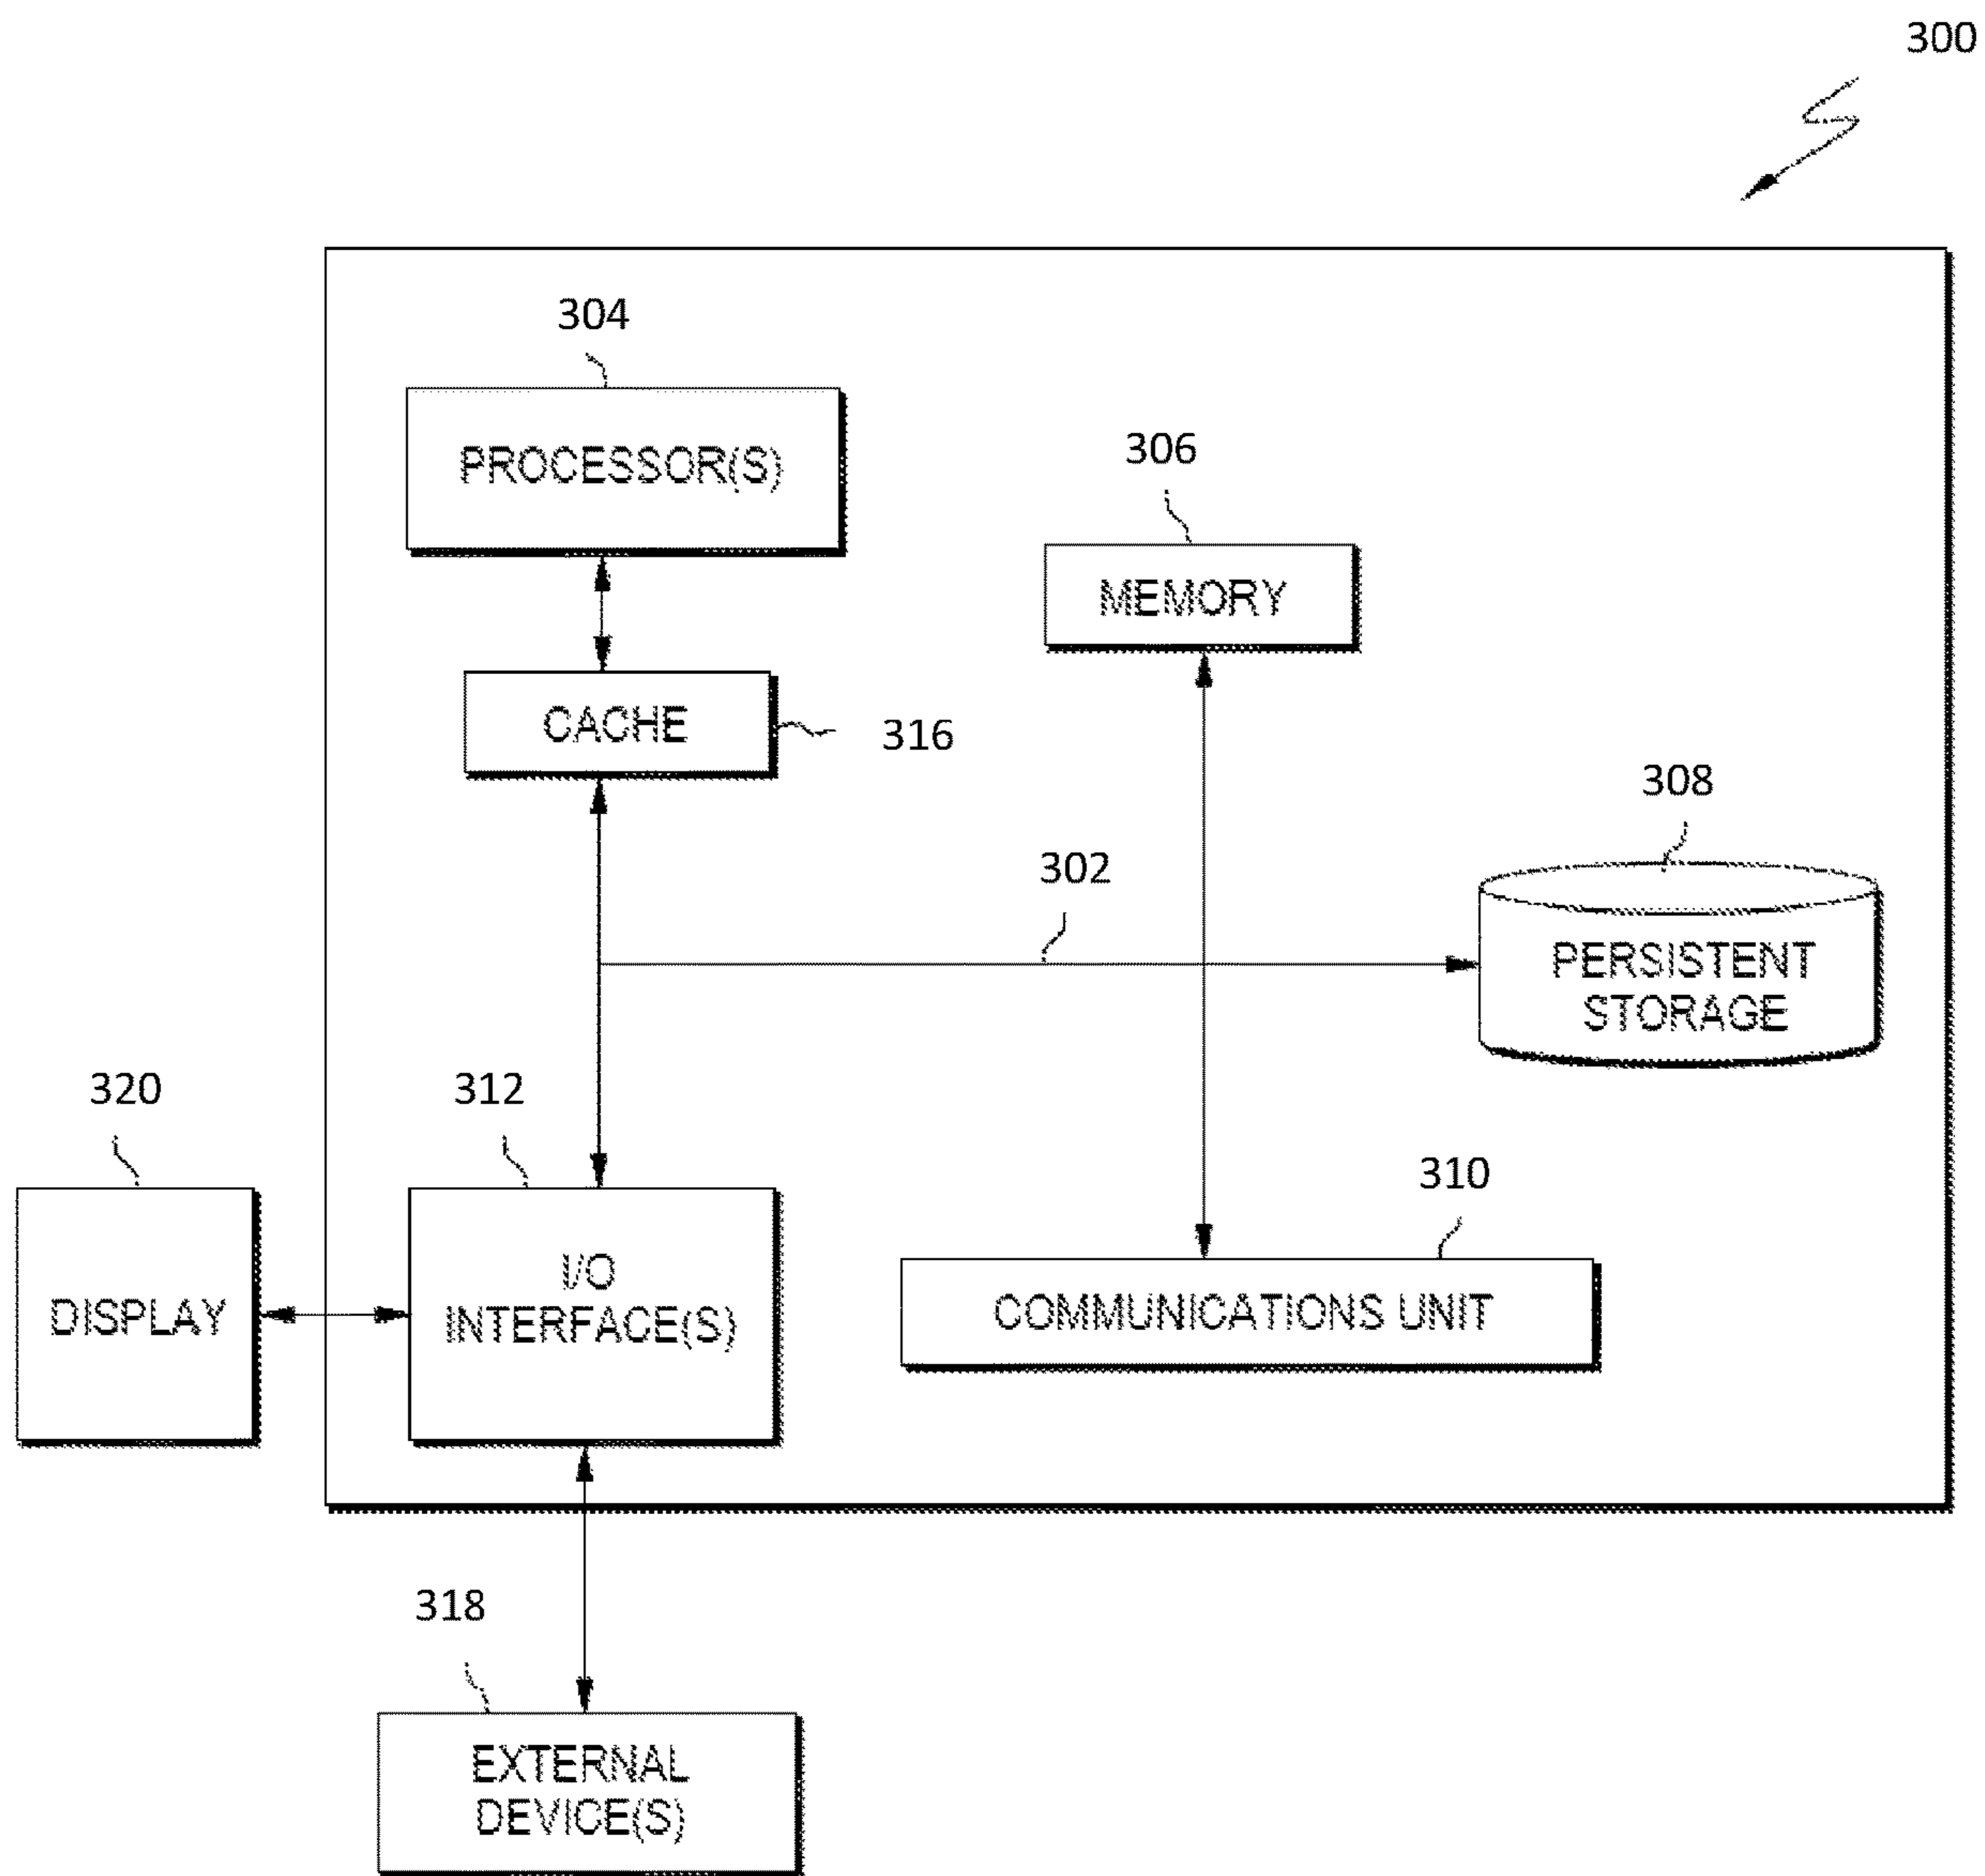 300
304
PROCESSOR(S)
306
MEMORY
CACHE
316
308
302
PERSISTENT
STORAGE
320
312
310
DISPLAY
I/O
INTERFACE(S)
COMMUNICATIONS UNIT
318
EXTERNAL
DEVICE(S)